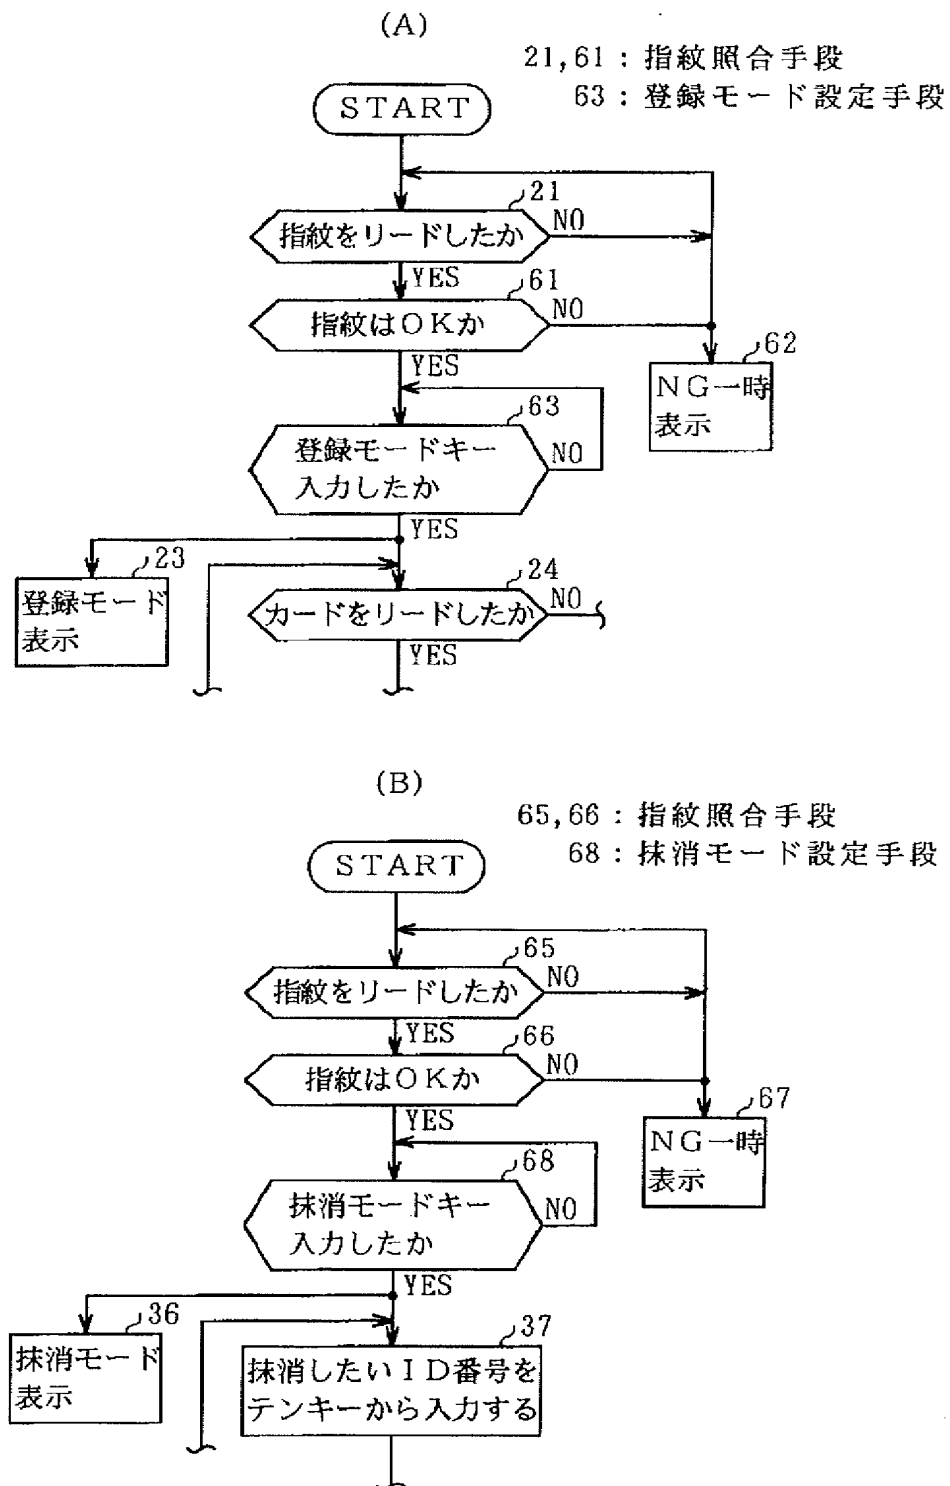 (A)
21,61：指紋照合手段
63：登録モード設定手段
START
21
指紋をリードしたか
NO
YES
61
指紋はOKか
NO
YES
62
NG一時
表示
63
登録モードキー
入力したか
NO
YES
23
登録モード
表示
24
カードをリードしたか
NO
YES
(B)
65,66：指紋照合手段
68：抹消モード設定手段
START
65
指紋をリードしたか
NO
YES
66
指紋はOKか
NO
YES
67
NG一時
表示
68
抹消モードキー
入力したか
NO
YES
36
抹消モード
表示
37
抹消したいID番号を
テンキーから入力する